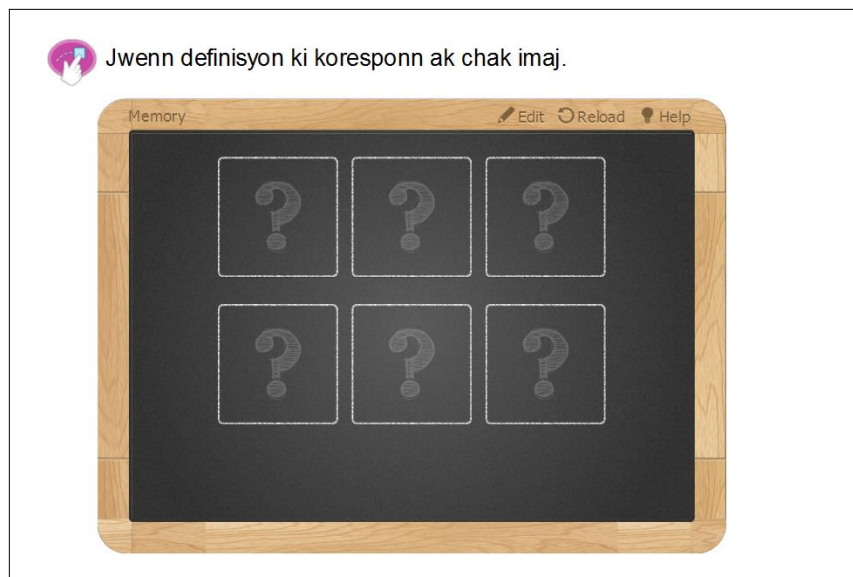 Jwenn definisyon ki koresponn ak chak imaj.
Memory Edit Reload Help
? ? ?
? ? ?